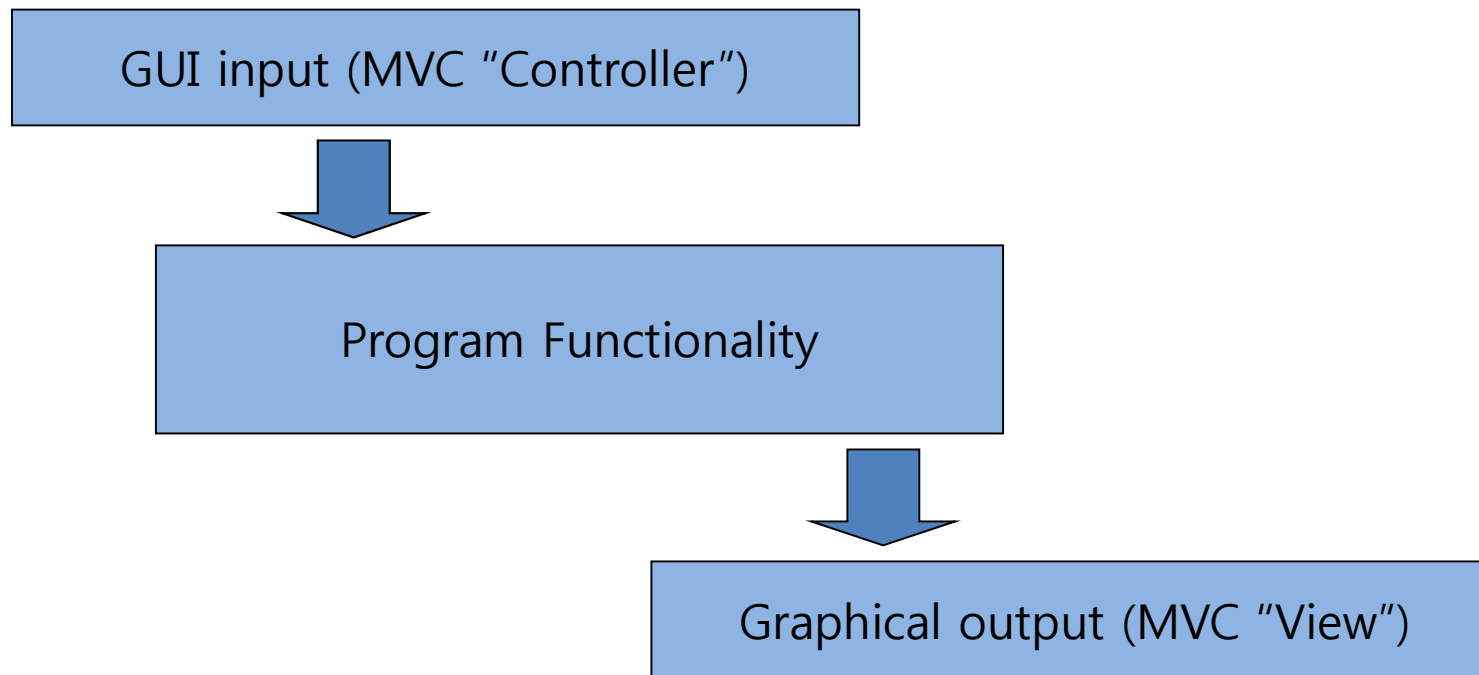 GUI input (MVC "Controller")
Program Functionality
Graphical output (MVC "View")